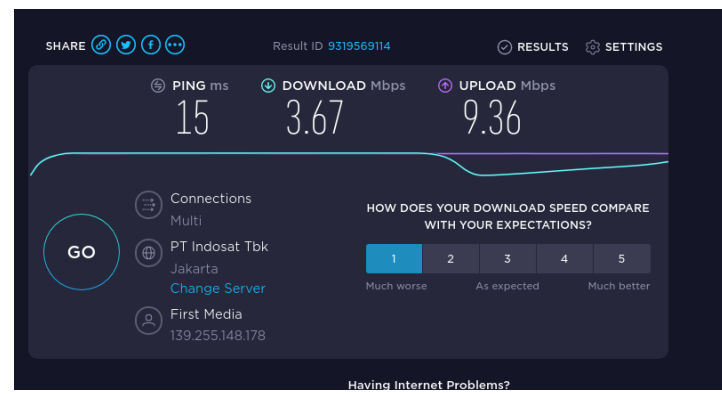 SHARE
Result ID 9319569114
RESULTS
SETTINGS
PING ms
15
DOWNLOAD Mbps
3.67
UPLOAD Mbps
9.36
GO
Connections
Multi
PT Indosat Tbk
Jakarta
Change Server
First Media
139.255.148.178
HOW DOES YOUR DOWNLOAD SPEED COMPARE
WITH YOUR EXPECTATIONS?
1 2 3 4 5
Much worse As expected Much better
Having Internet Problems?